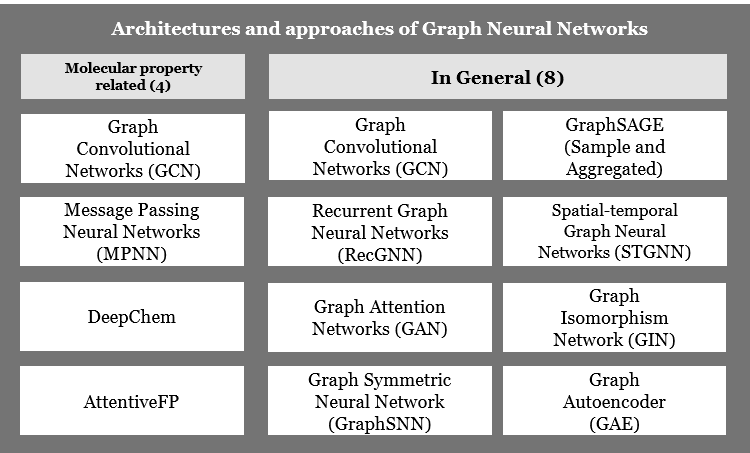 Architectures and approaches of Graph Neural Networks
Molecular property
related (4)
Graph
Convolutional
Networks (GCN)
Message Passing
Neural Networks
(MPNN)
DeepChem
AttentiveFP
In General (8)
Graph
Convolutional
Networks (GCN)
GraphSAGE
(Sample and
Aggregated)
Recurrent Graph
Neural Networks
(RecGNN)
Spatial-temporal
Graph Neural
Networks (STGNN)
Graph Attention
Networks (GAN)
Graph
Isomorphism
Network (GIN)
Graph Symmetric
Neural Network
(GraphSNN)
Graph
Autoencoder
(GAE)